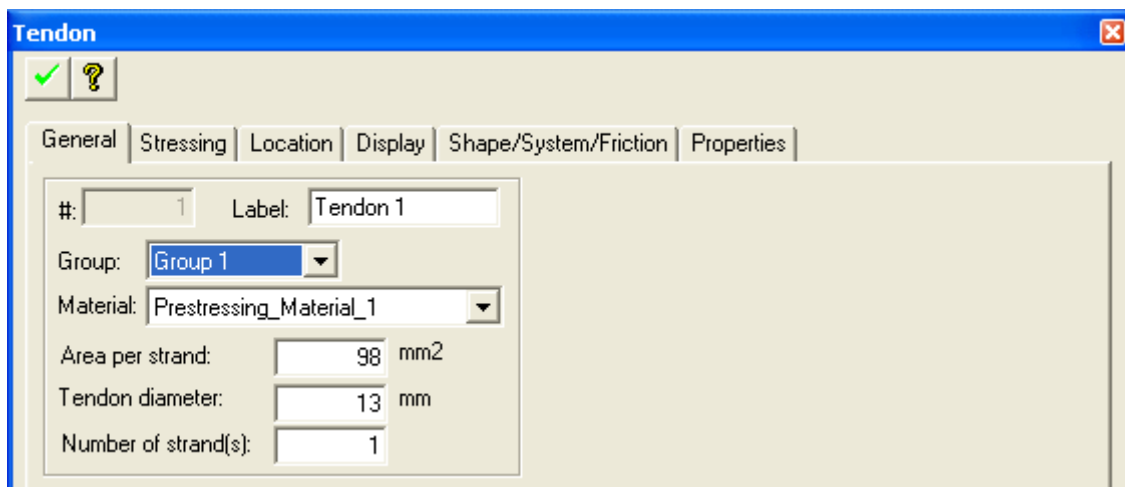 Tendon
General Stressing Location Display Shape/System/Friction Properties
#: 1 Label: Tendon 1
Group: Group 1
Material: Prestressing_Material_1
Area per strand: 98 mm2
Tendon diameter: 13 mm
Number of strand(s): 1